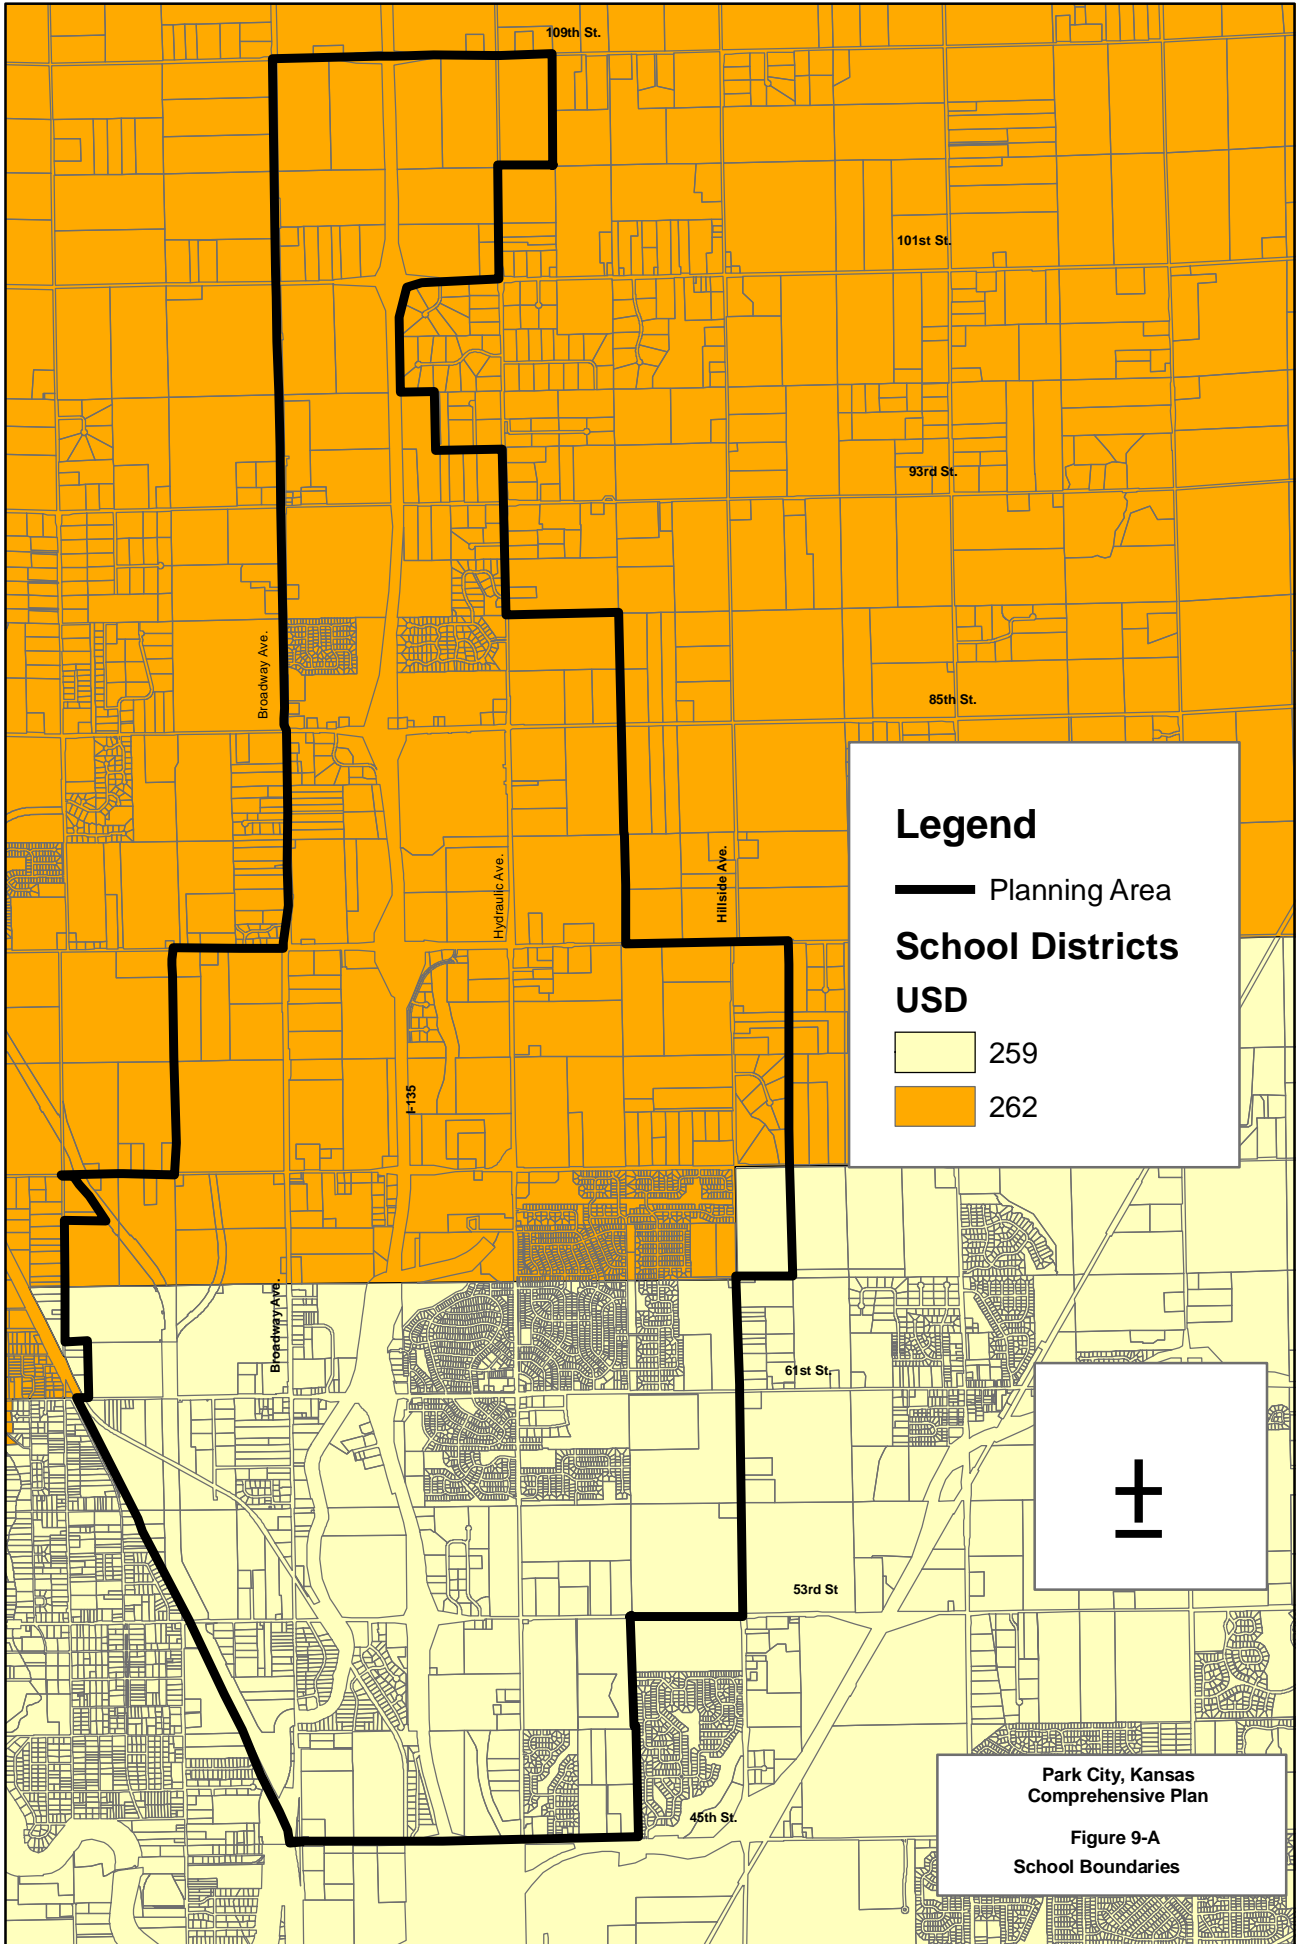 109th St.
101st St.
93rd St.
Broadway Ave.
85th St.
Legend
Planning Area
Hydraulic Ave.
Hillside Ave.
School Districts
USD
259
I-135
262
Broadway Ave.
61st St.
53rd St
45th St.
Park City, Kansas
Comprehensive Plan
Figure 9-A
School Boundaries